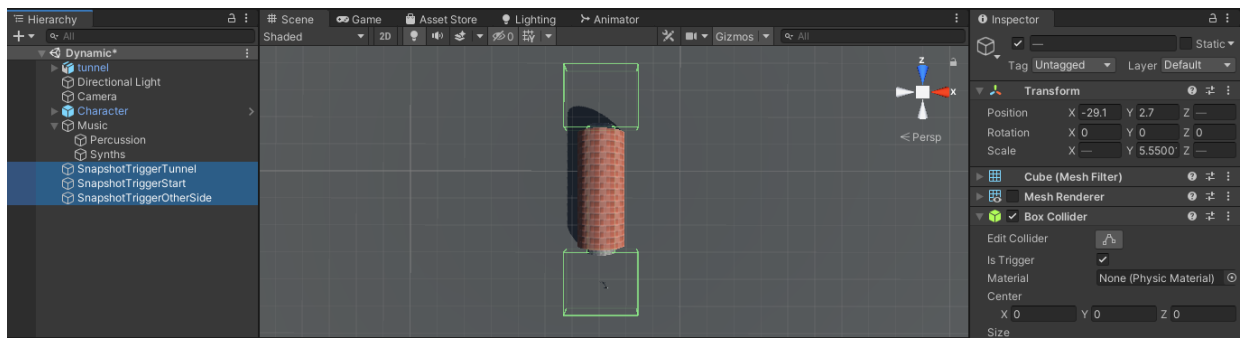 Hierarchy
All
Dynamic*
tunnel
Directional Light
Camera
Character
Music
Percussion
Synths
SnapshotTriggerTunnel
SnapshotTriggerStart
SnapshotTriggerOtherSide
Scene Game Asset Store Lighting Animator
Shaded 2D 0 Gizmos All
z
x
Persp
Inspector
— Static
Tag Untagged Layer Default
Transform
Position X -29.1 Y 2.7 Z —
Rotation X 0 Y 0 Z 0
Scale X — Y 5.5500 Z —
Cube (Mesh Filter)
Mesh Renderer
Box Collider
Edit Collider
Is Trigger
Material None (Physic Material)
Center
X 0 Y 0 Z 0
Size